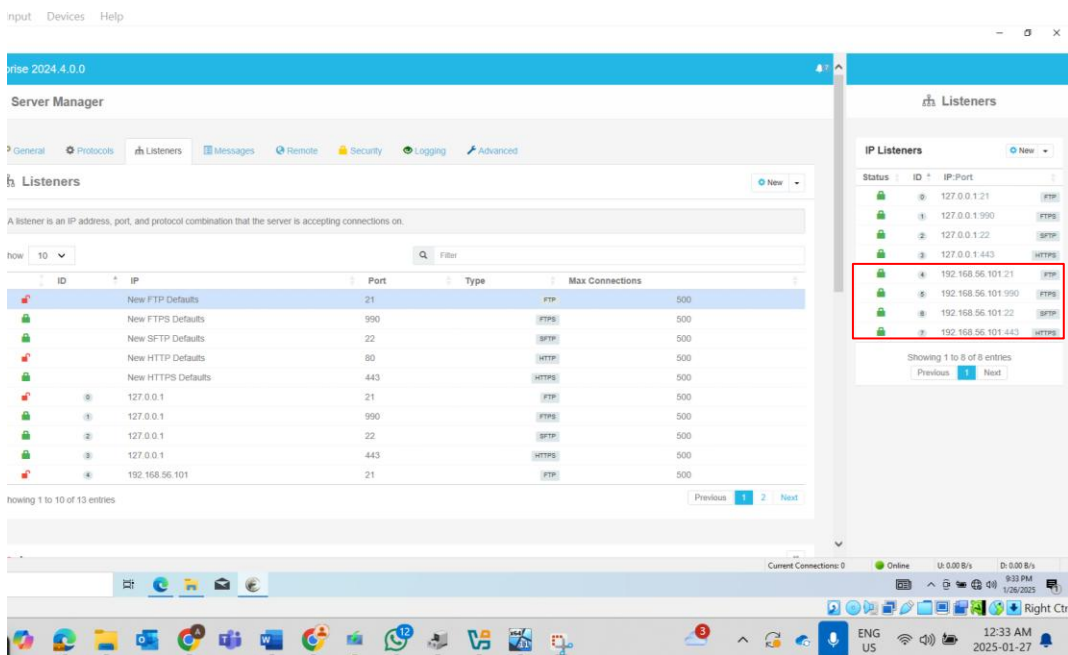 nput Devices Help
prise 2024.4.0.0
Server Manager
General Protocols Listeners Messages Remote Security Logging Advanced
Listeners
New
A listener is an IP address, port, and protocol combination that the server is accepting connections on.
how 10
Filter
ID IP Port Type Max Connections
New FTP Defaults 21 FTP 500
New FTPS Defaults 990 FTPS 500
New SFTP Defaults 22 SFTP 500
New HTTP Defaults 80 HTTP 500
New HTTPS Defaults 443 HTTPS 500
0 127.0.0.1 21 FTP 500
1 127.0.0.1 990 FTPS 500
2 127.0.0.1 22 SFTP 500
3 127.0.0.1 443 HTTPS 500
4 192.168.56.101 21 FTP 500
howing 1 to 10 of 13 entries
Previous 1 2 Next
Listeners
IP Listeners
New
Status ID IP:Port
0 127.0.0.1:21 FTP
1 127.0.0.1:990 FTPS
2 127.0.0.1:22 SFTP
3 127.0.0.1:443 HTTPS
4 192.168.56.101:21 FTP
5 192.168.56.101:990 FTPS
6 192.168.56.101:22 SFTP
7 192.168.56.101:443 HTTPS
Showing 1 to 8 of 8 entries
Previous 1 Next
Current Connections: 0 Online U: 0.00 B/s D: 0.00 B/s
9:33 PM
1/26/2025
Right Ctr
12
3
ENG
US
12:33 AM
2025-01-27